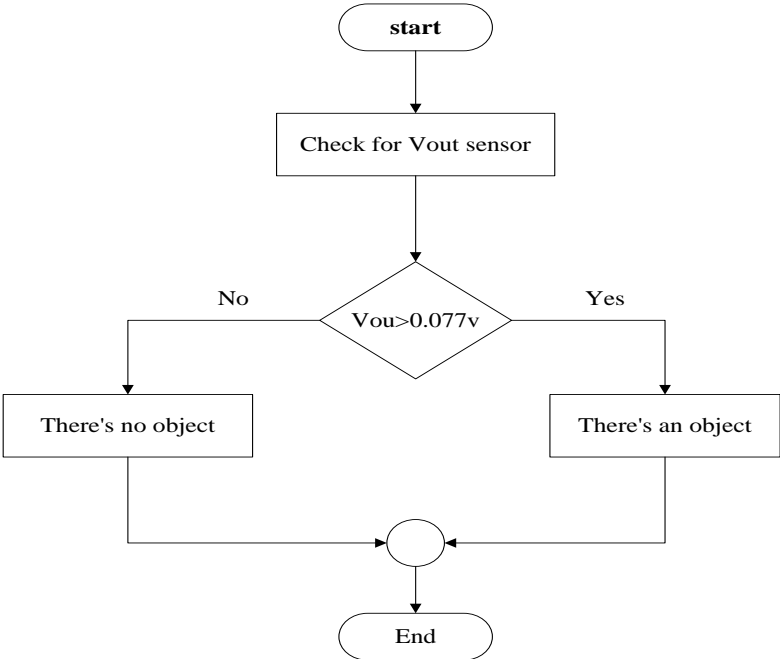 start
Check for Vout sensor
No
Yes
Vou>0.077v
There's no object
There's an object
End